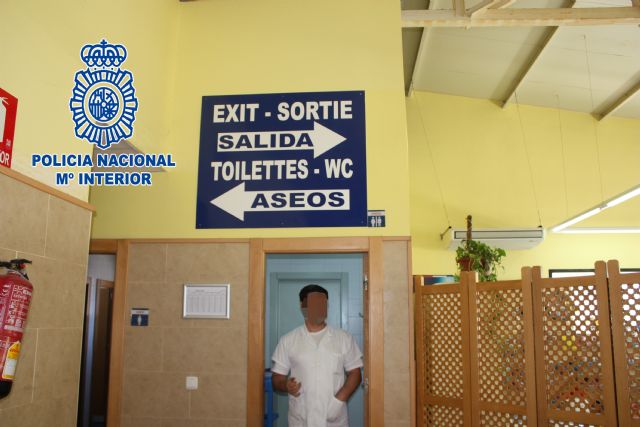 EXIT - SORTIE
SALIDA
TOILETTES - WC
ASEOS
POLICIA NACIONAL
Mº INTERIOR